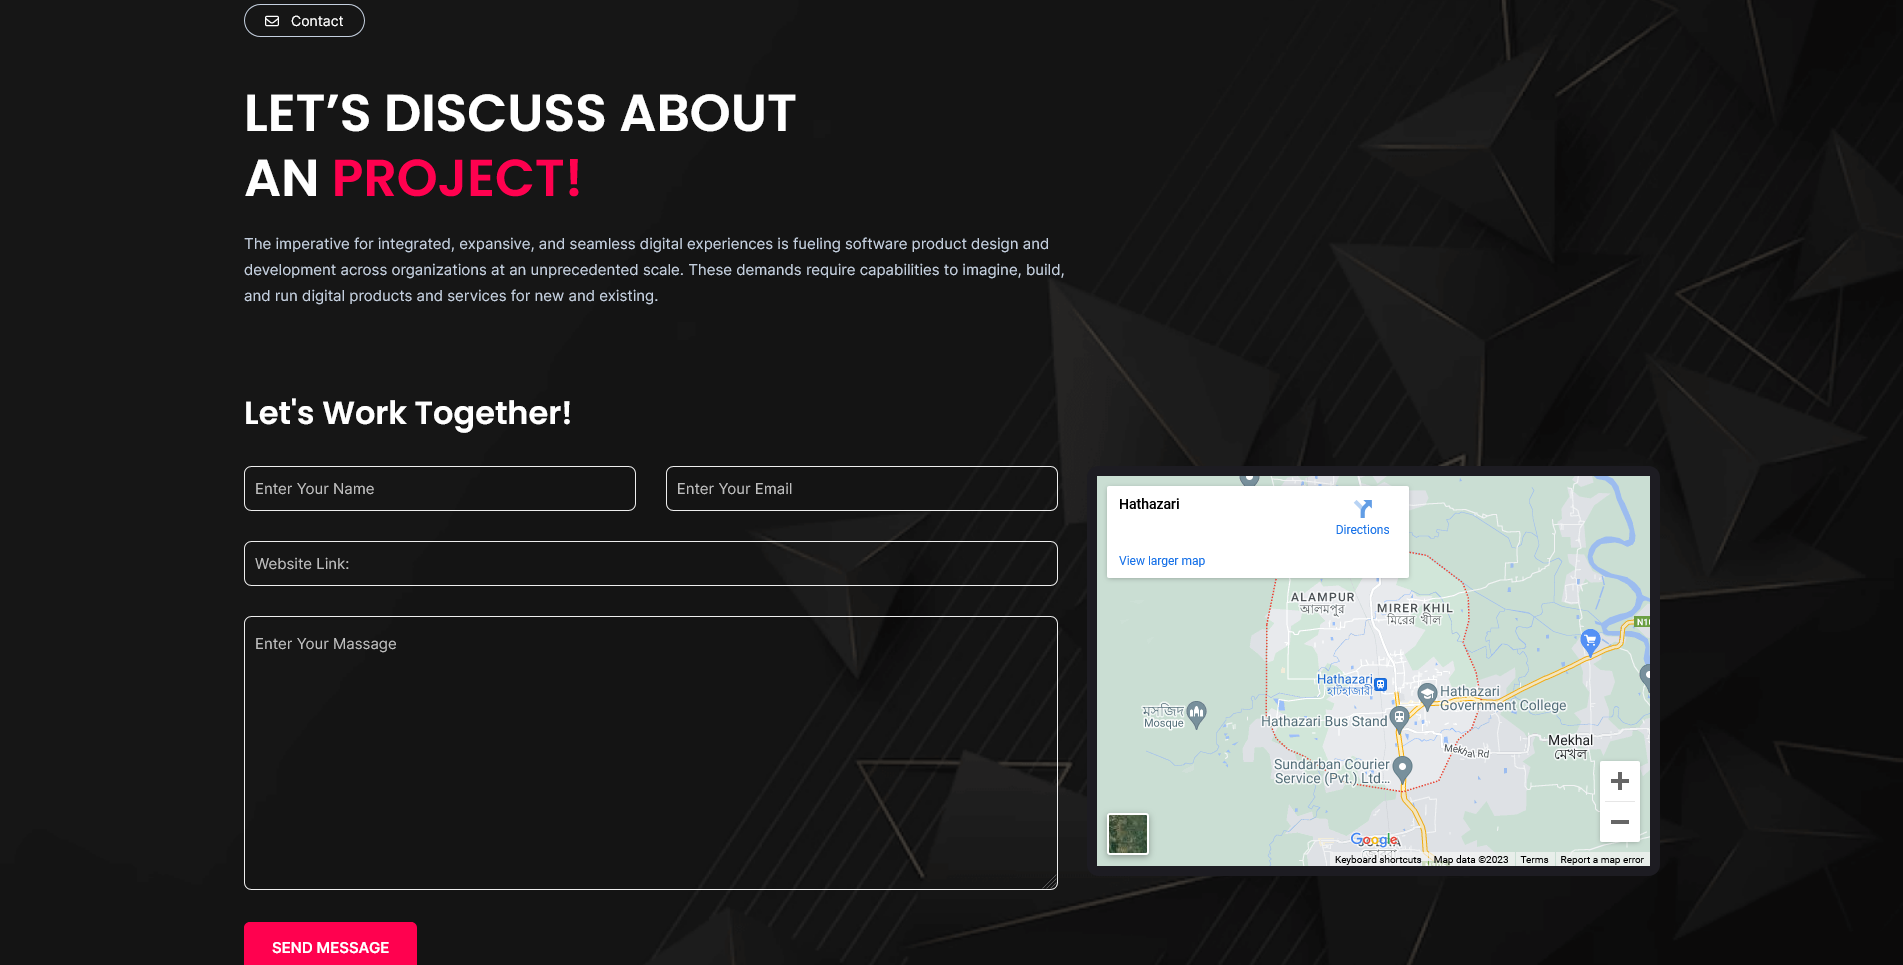 Contact
LET’S DISCUSS ABOUT
AN PROJECT!
The imperative for integrated, expansive, and seamless digital experiences is fueling software product design and
development across organizations at an unprecedented scale. These demands require capabilities to imagine, build,
and run digital products and services for new and existing.
Let's Work Together!
Enter Your Name
Enter Your Email
Website Link:
Enter Your Massage
SEND MESSAGE
Hathazari
Directions
View larger map
ALAMPUR
আলমপুর
MIRER KHIL
মিরের খীল
Hathazari
হাটহাজারী
Hathazari
Government College
Hathazari Bus Stand
মসজিদ
Mosque
Mekhal Rd
Mekhal
মেখল
Sundarban Courier
Service (Pvt.) Ltd...
Google
Keyboard shortcuts
Map data ©2023
Terms
Report a map error